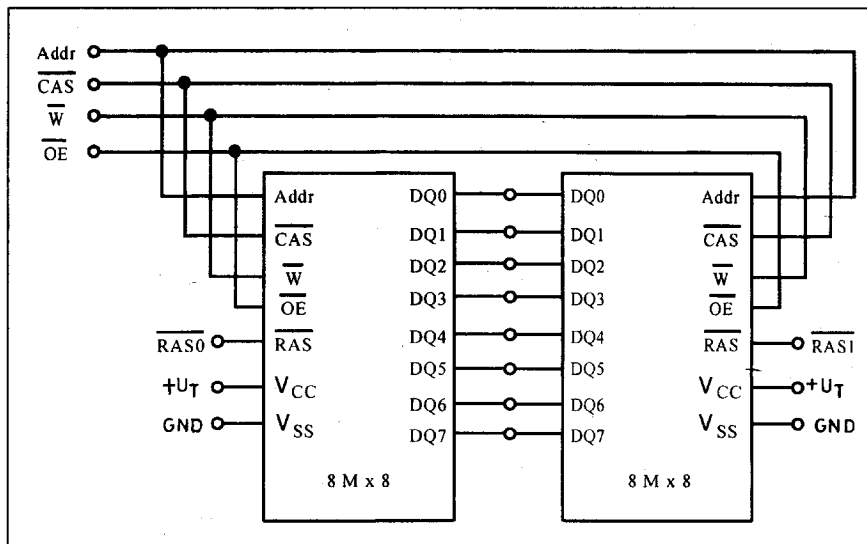 Addr
CAS
W
OE
Addr DQ0 DQ0 Addr
CAS DQ1 DQ1 CAS
W DQ2 DQ2 W
OE DQ3 DQ3 OE
RAS0 RAS DQ4 DQ4 RAS RAS1
+UT VCC DQ5 DQ5 VCC +UT
GND VSS DQ6 DQ6 VSS GND
DQ7 DQ7
8 M x 8 8 M x 8